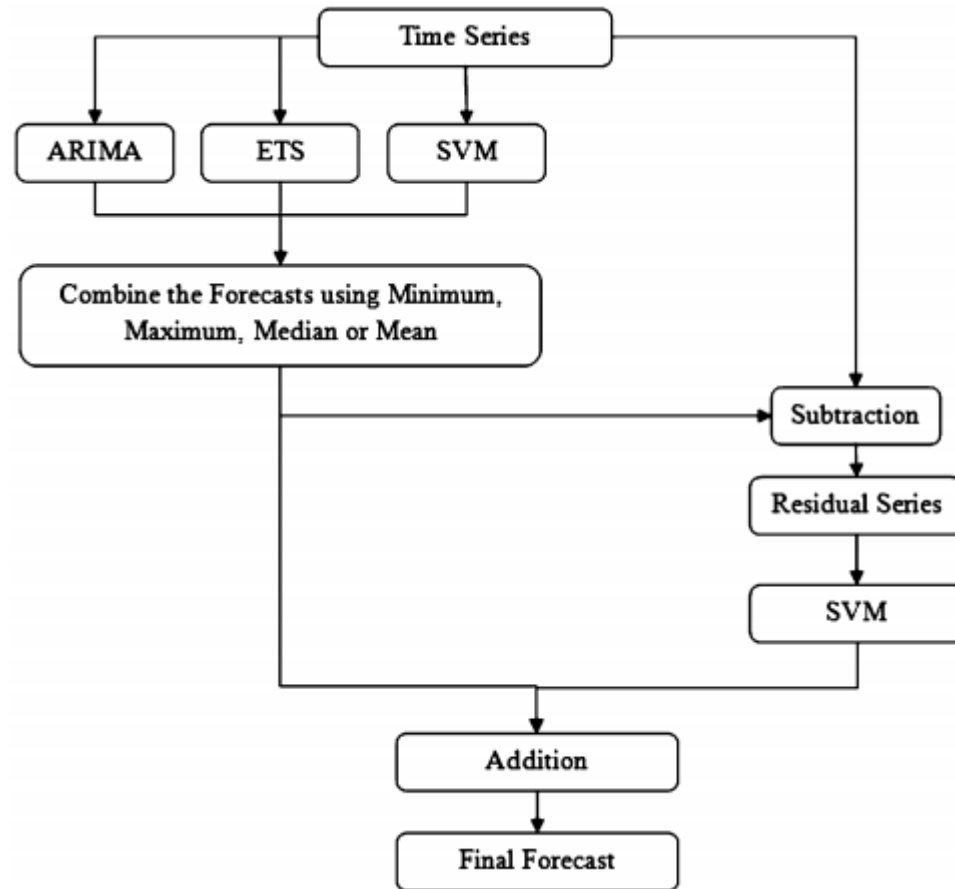 Time Series
ARIMA
ETS
SVM
Combine the Forecasts using Minimum,
Maximum, Median or Mean
Subtraction
Residual Series
SVM
Addition
Final Forecast